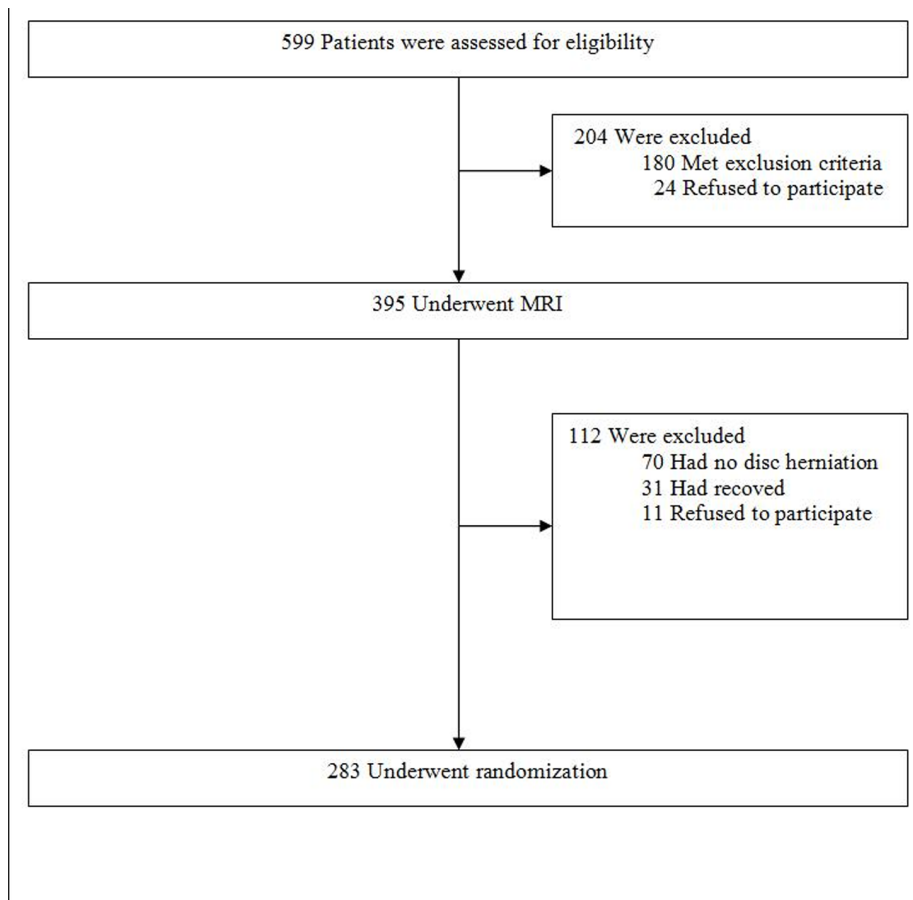 599 Patients were assessed for eligibility
204 Were excluded
180 Met exclusion criteria
24 Refused to participate
395 Underwent MRI
112 Were excluded
70 Had no disc herniation
31 Had recoved
11 Refused to participate
283 Underwent randomization